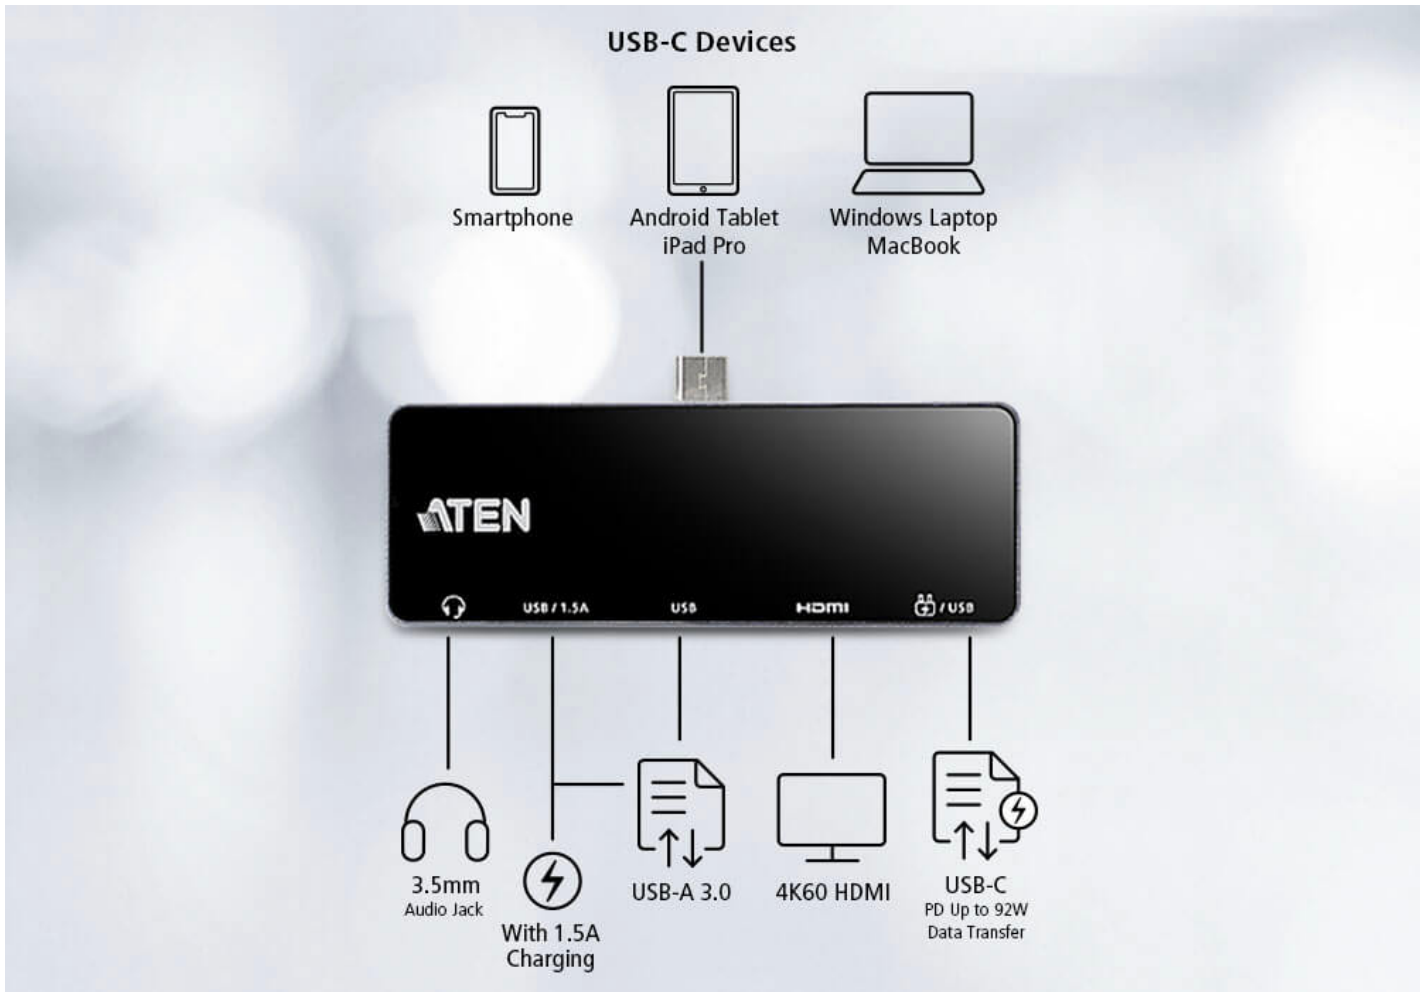 USB-C Devices
Smartphone
Android Tablet
iPad Pro
Windows Laptop
MacBook
ATEN
USB / 1.5A
USB
HDMI
/ USB
3.5mm
Audio Jack
With 1.5A
Charging
USB-A 3.0
4K60 HDMI
USB-C
PD Up to 92W
Data Transfer